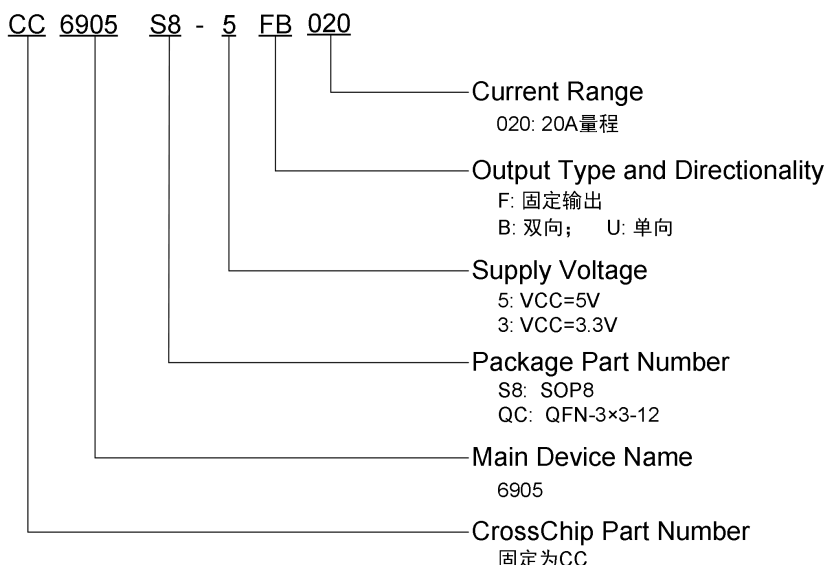 CC 6905 S8 - 5 FB 020
Current Range
020: 20A量程
Output Type and Directionality
F: 固定输出
B: 双向； U: 单向
Supply Voltage
5: VCC=5V
3: VCC=3.3V
Package Part Number
S8: SOP8
QC: QFN-3×3-12
Main Device Name
6905
CrossChip Part Number
固定为CC